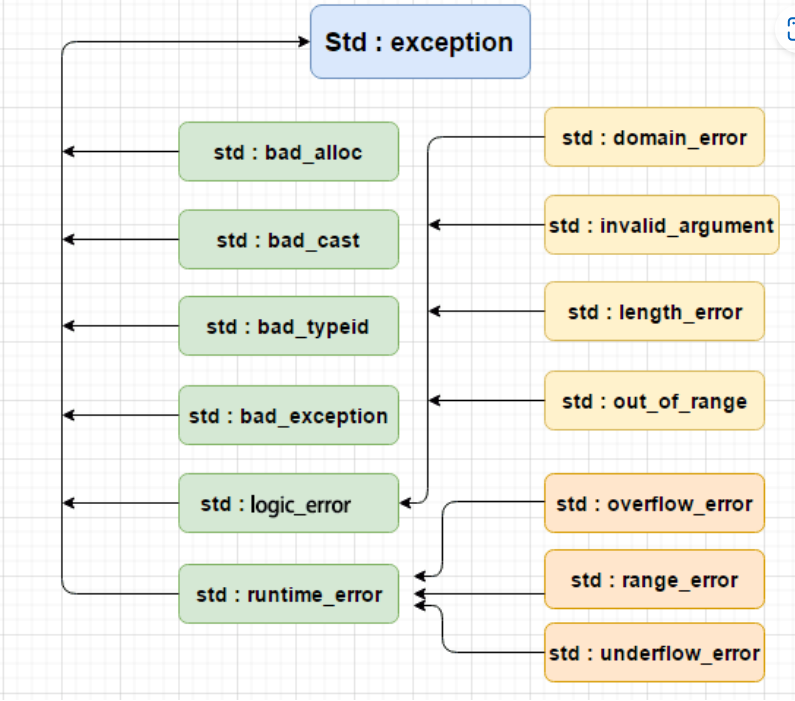 Std : exception
std : bad_alloc
std : bad_cast
std : bad_typeid
std : bad_exception
std : logic_error
std : runtime_error
std : domain_error
std : invalid_argument
std : length_error
std : out_of_range
std : overflow_error
std : range_error
std : underflow_error